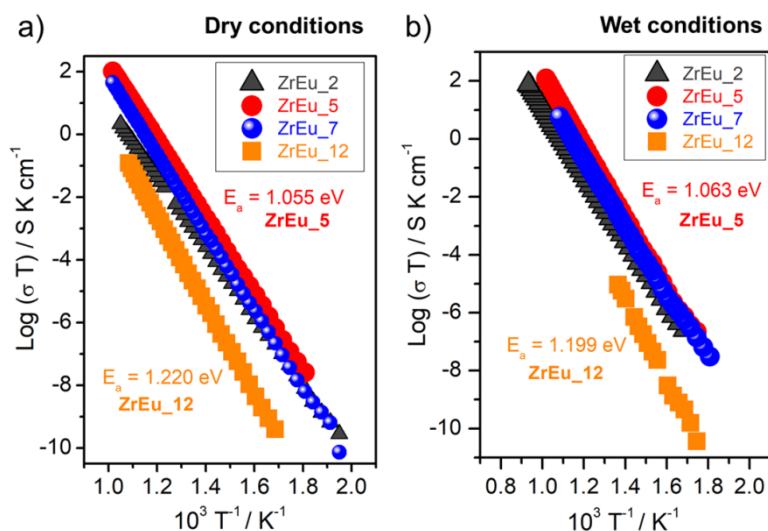 a)
Dry conditions
Log (σ T) / S K cm⁻¹
2
0
-2
-4
-6
-8
-10
ZrEu_2
ZrEu_5
ZrEu_7
ZrEu_12
Eₐ = 1.055 eV
ZrEu_5
Eₐ = 1.220 eV
ZrEu_12
1.2
1.4
1.6
1.8
2.0
10³ T⁻¹ / K⁻¹
b)
Wet conditions
Log (σ T) / S K cm⁻¹
2
0
-2
-4
-6
-8
-10
ZrEu_2
ZrEu_5
ZrEu_7
ZrEu_12
Eₐ = 1.063 eV
ZrEu_5
Eₐ = 1.199 eV
ZrEu_12
0.8
1.0
1.2
1.4
1.6
1.8
2.0
10³ T⁻¹ / K⁻¹